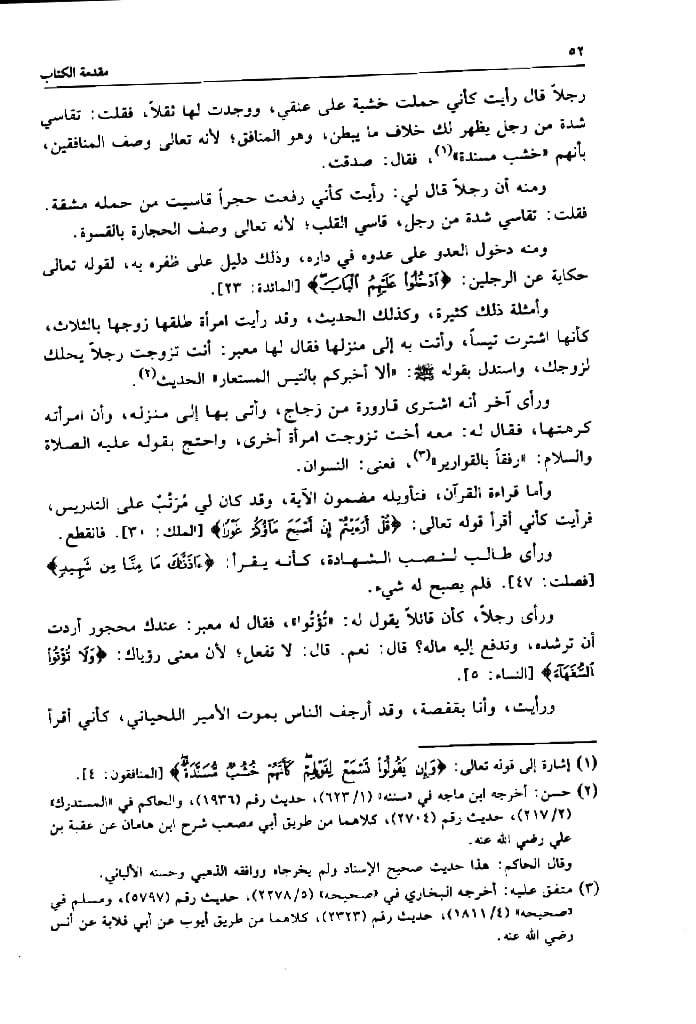 ٥٢
مقدمة الكتاب
رجلاً قال رأيت كأني حملت خشبة على عنقي، ووجدت لها ثقلاً، فقلت: تقاسي
شدة من رجل يظهر لك خلاف ما يبطن، وهو المنافق؛ لأنه تعالى وصف المنافقين،
بأنهم «خشب مسندة»(١)، فقال: صدقت.
ومنه أن رجلاً قال لي: رأيت كأني رفعت حجراً قاسيت من حمله مشقة.
فقلت: تقاسي شدة من رجل، قاسي القلب؛ لأنه تعالى وصف الحجارة بالقسوة.
ومنه دخول العدو على عدوه في داره، وذلك دليل على ظفره به، لقوله تعالى
حكاية عن الرجلين: ﴿ٱدْخُلُوا۟ عَلَيْهِمُ ٱلْبَابَ﴾ [المائدة: ٢٣].
وأمثلة ذلك كثيرة، وكذلك الحديث، وقد رأيت امرأة طلقها زوجها بالثلاث،
كأنها اشترت تيساً، وأتت به إلى منزلها فقال لها معبر: أنت تزوجت رجلاً يحلك
لزوجك، واستدل بقوله ﷺ: «ألا أخبركم بالتيس المستعار» الحديث(٢).
ورأى آخر أنه اشترى قارورة من زجاج، وأتى بها إلى منزله، وأن امرأته
كرهتها، فقال له: معه أخت تزوجت امرأة أخرى، واحتج بقوله عليه الصلاة
والسلام: «رفقاً بالقوارير»(٣)، فعنى: النسوان.
وأما قراءة القرآن، فتأويله مضمون الآية، وقد كان لي مُرَتْبٌ على التدريس،
فرأيت كأني أقرأ قوله تعالى: ﴿قُلْ أَرَءَيْتُمْ إِنْ أَصْبَحَ مَآؤُكُمْ غَوْرًا﴾ [الملك: ٣٠]. فانقطع.
ورأى طالب لنصب الشهادة، كأنه يقرأ: ﴿ءَاذَنَّٰكَ مَا مِنَّا مِن شَهِيدٍ﴾
[فصلت: ٤٧]. فلم يصبح له شيء.
ورأى رجلاً، كأن قائلاً يقول له: «تُؤْتُوا»، فقال له معبر: عندك محجور أردت
أن ترشده، وتدفع إليه ماله؟ قال: نعم. قال: لا تفعل؛ لأن معنى رؤياك: ﴿وَلَا تُؤْتُوا۟
ٱلسُّفَهَآءَ﴾ [النساء: ٥].
ورأيت، وأنا بقفصة، وقد أرجف الناس بموت الأمير اللحياني، كأني أقرأ
(١) إشارة إلى قوله تعالى: ﴿وَإِن يَقُولُوا۟ تَسْمَعْ لِقَوْلِهِمْ كَأَنَّهُمْ خُشُبٌ مُّسَنَّدَةٌ﴾ [المنافقون: ٤].
(٢) حسن: أخرجه ابن ماجه في «سننه» (٦٢٣/١)، حديث رقم (١٩٣٦)، والحاكم في «المستدرك»
(٢١٧/٢)، حديث رقم (٢٧٠٤)، كلاهما من طريق أبي مصعب شرح ابن هامان عن عقبة بن
علي رضي الله عنه.
وقال الحاكم: هذا حديث صحيح الإسناد ولم يخرجاه ووافقه الذهبي وحسنه الألباني.
(٣) متفق عليه: أخرجه البخاري في «صحيحه» (٢٢٧٨/٥)، حديث رقم (٥٧٩٧)، ومسلم في
«صحيحه» (١٨١١/٤)، حديث رقم (٢٣٢٣)، كلاهما من طريق أيوب عن أبي قلابة عن أنس
رضي الله عنه.